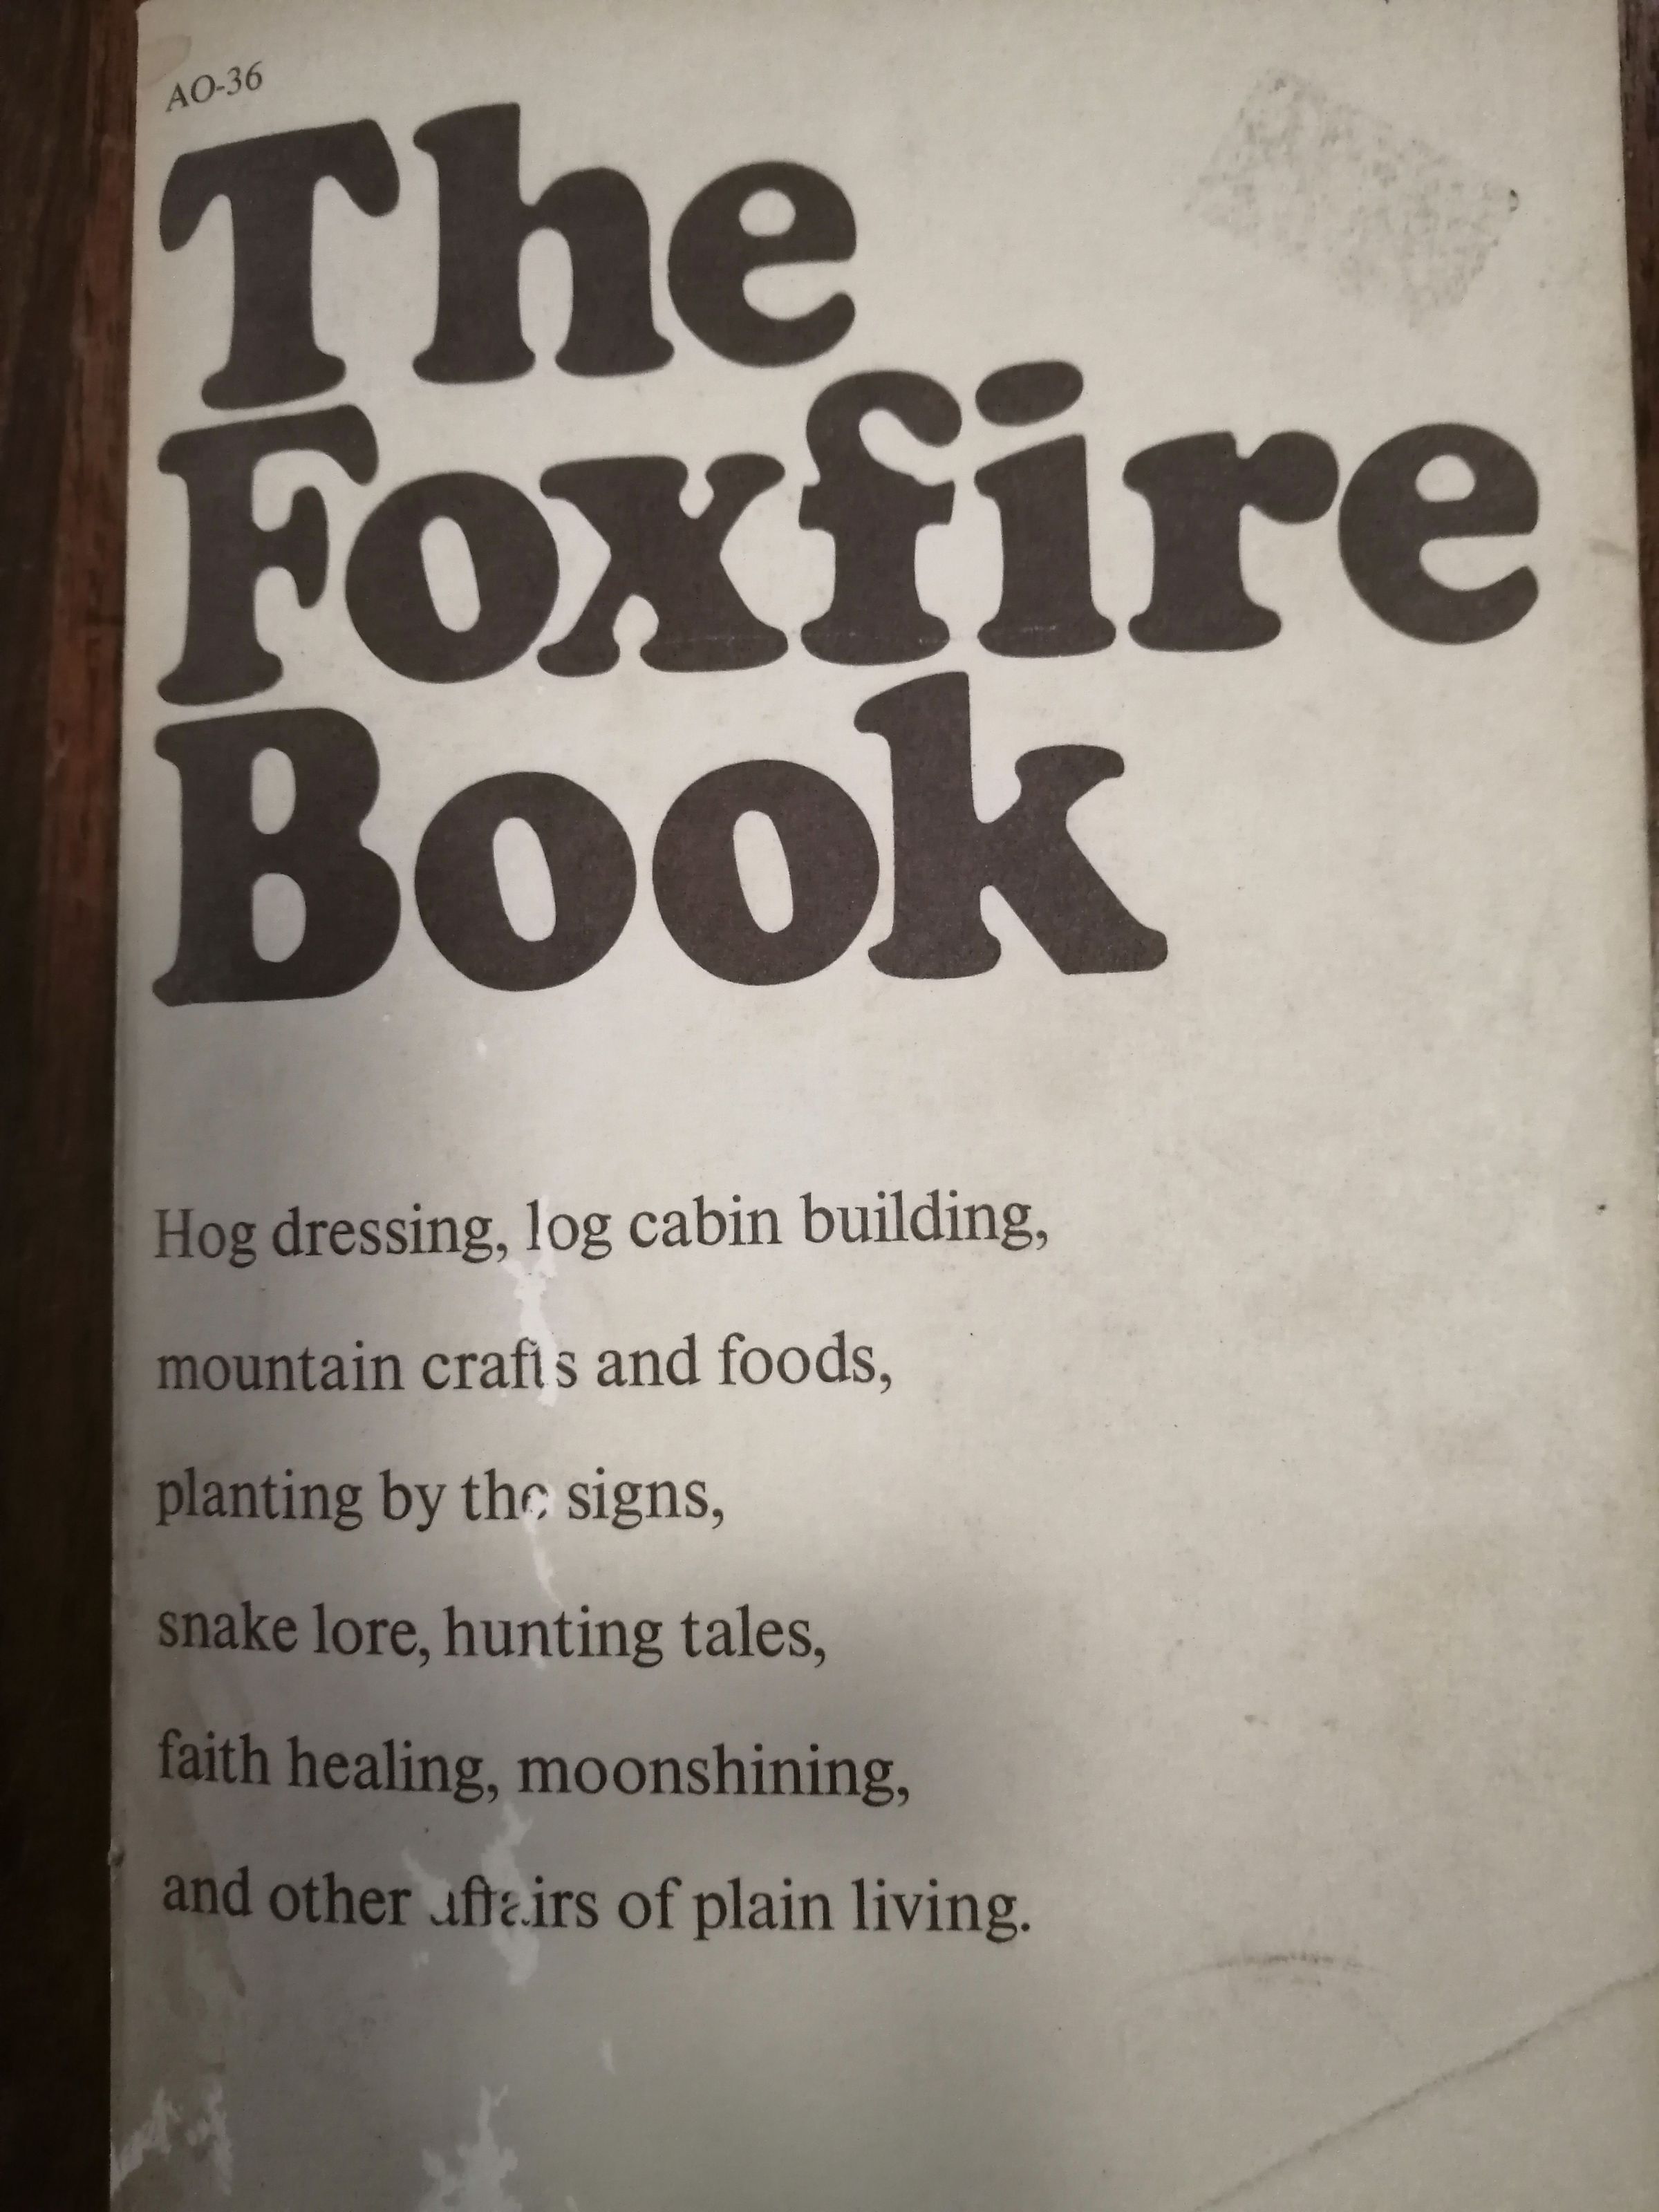 AO-36
The
Foxfire
Book
Hog dressing, log cabin building,
mountain crafts and foods,
planting by the signs,
snake lore, hunting tales,
faith healing, moonshining,
and other affairs of plain living.